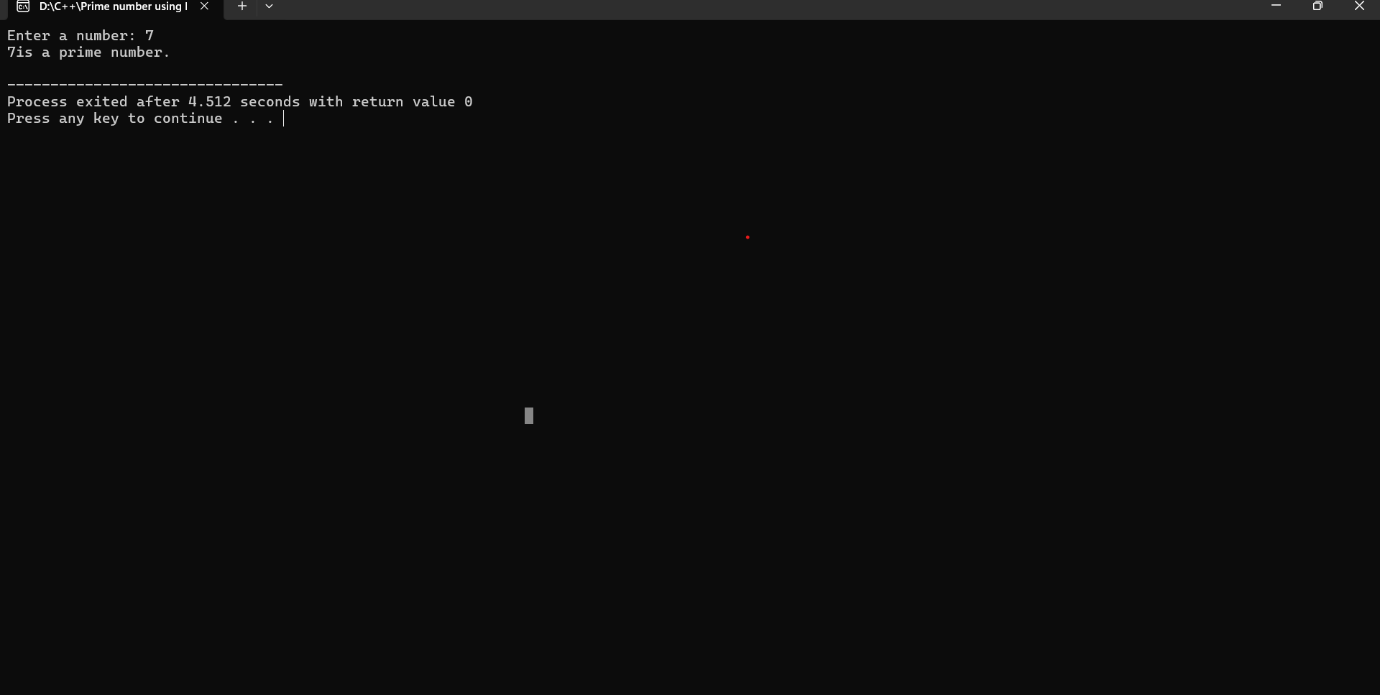 D:\C++\Prime number using l
Enter a number: 7
7is a prime number.
--------------------------------
Process exited after 4.512 seconds with return value 0
Press any key to continue . . .